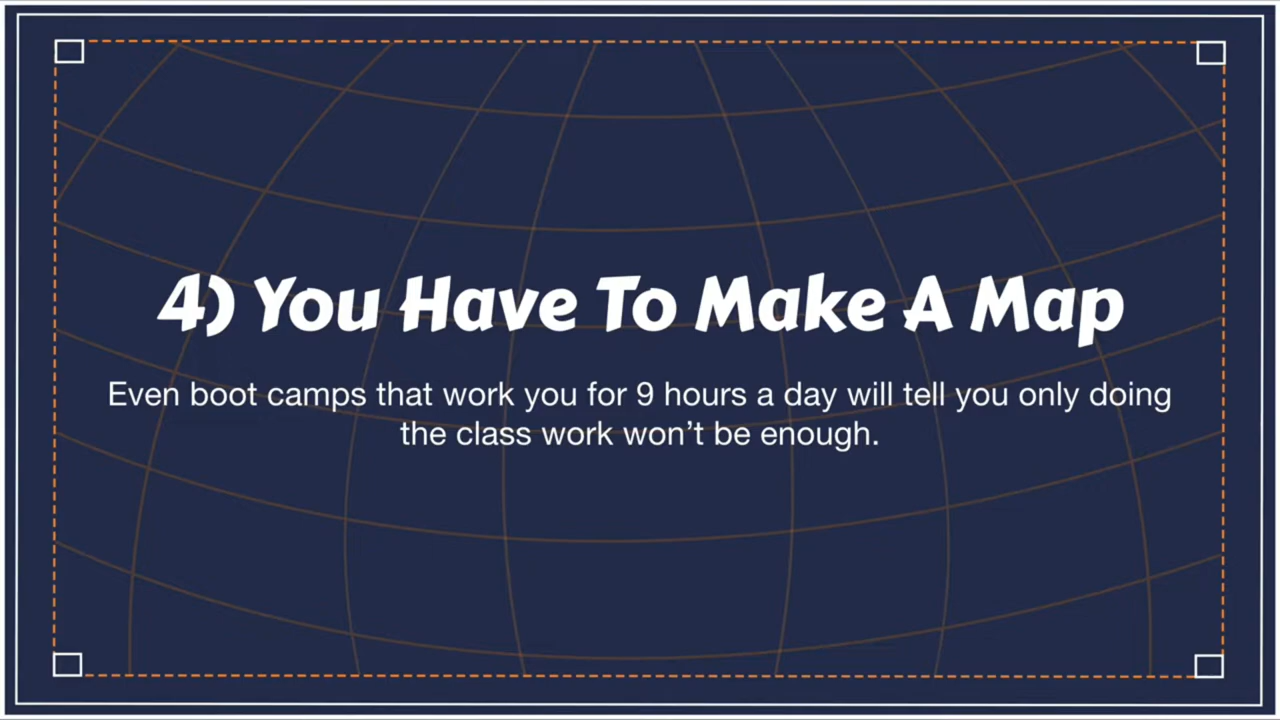 4) You Have To Make A Map
Even boot camps that work you for 9 hours a day will tell you only doing
the class work won’t be enough.